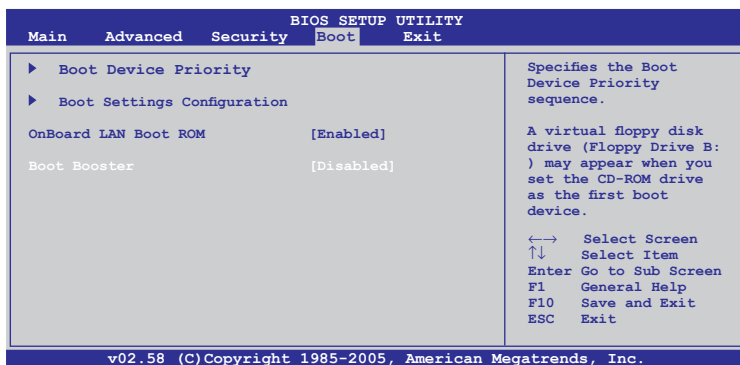 BIOS SETUP UTILITY
Main Advanced Security Boot Exit
Boot Device Priority
Boot Settings Configuration
OnBoard LAN Boot ROM [Enabled]
Boot Booster [Disabled]
Specifies the Boot
Device Priority
sequence.
A virtual floppy disk
drive (Floppy Drive B:
) may appear when you
set the CD-ROM drive
as the first boot
device.
←→ Select Screen
↑↓ Select Item
Enter Go to Sub Screen
F1 General Help
F10 Save and Exit
ESC Exit
v02.58 (C)Copyright 1985-2005, American Megatrends, Inc.